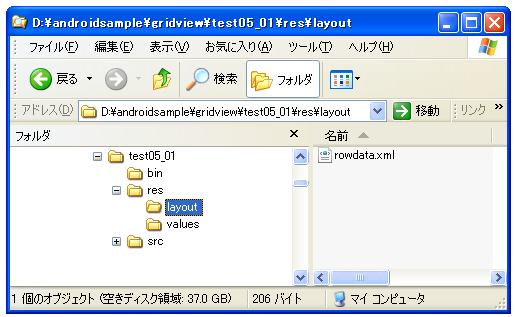 D:¥androidsample¥gridview¥test05_01¥res¥layout
ファイル(F) 編集(E) 表示(V) お気に入り(A) ツール(T) ヘルプ(H)
戻る 検索 フォルダ
アドレス(D) D:¥androidsample¥gridview¥test05_01¥res¥layout 移動 リンク »
フォルダ × 名前
test05_01 rowdata.xml
bin
res
layout
values
src
1 個のオブジェクト (空きディスク領域: 37.0 GB) 206 バイト マイ コンピュータ